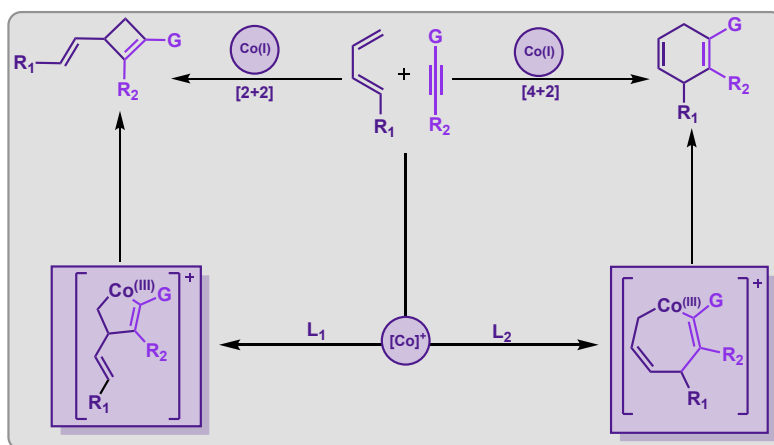 G
R1
R2
Co(I)
[2+2]
R1
+
G
R2
Co(I)
[4+2]
G
R2
R1
Co(III)
G
R2
R1
+
L1
[Co]+
L2
Co(III)
G
R2
R1
+